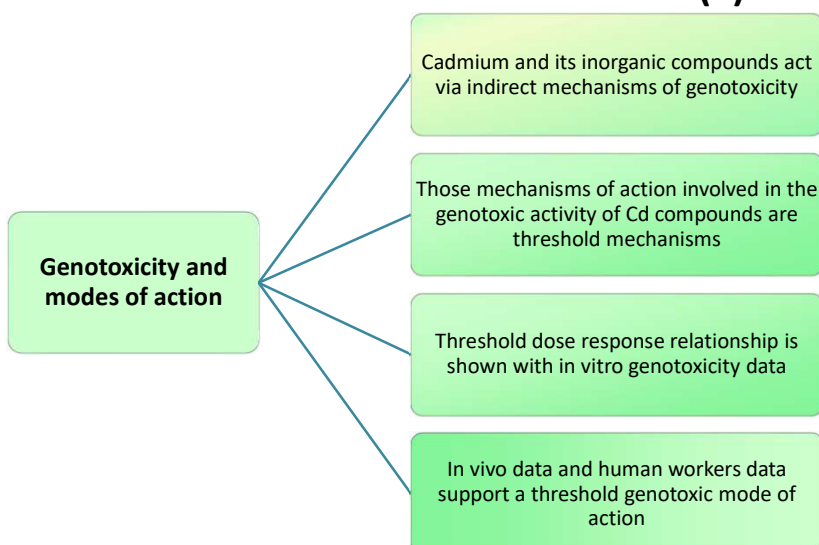 Genotoxicity and
modes of action
Cadmium and its inorganic compounds act
via indirect mechanisms of genotoxicity
Those mechanisms of action involved in the
genotoxic activity of Cd compounds are
threshold mechanisms
Threshold dose response relationship is
shown with in vitro genotoxicity data
In vivo data and human workers data
support a threshold genotoxic mode of
action